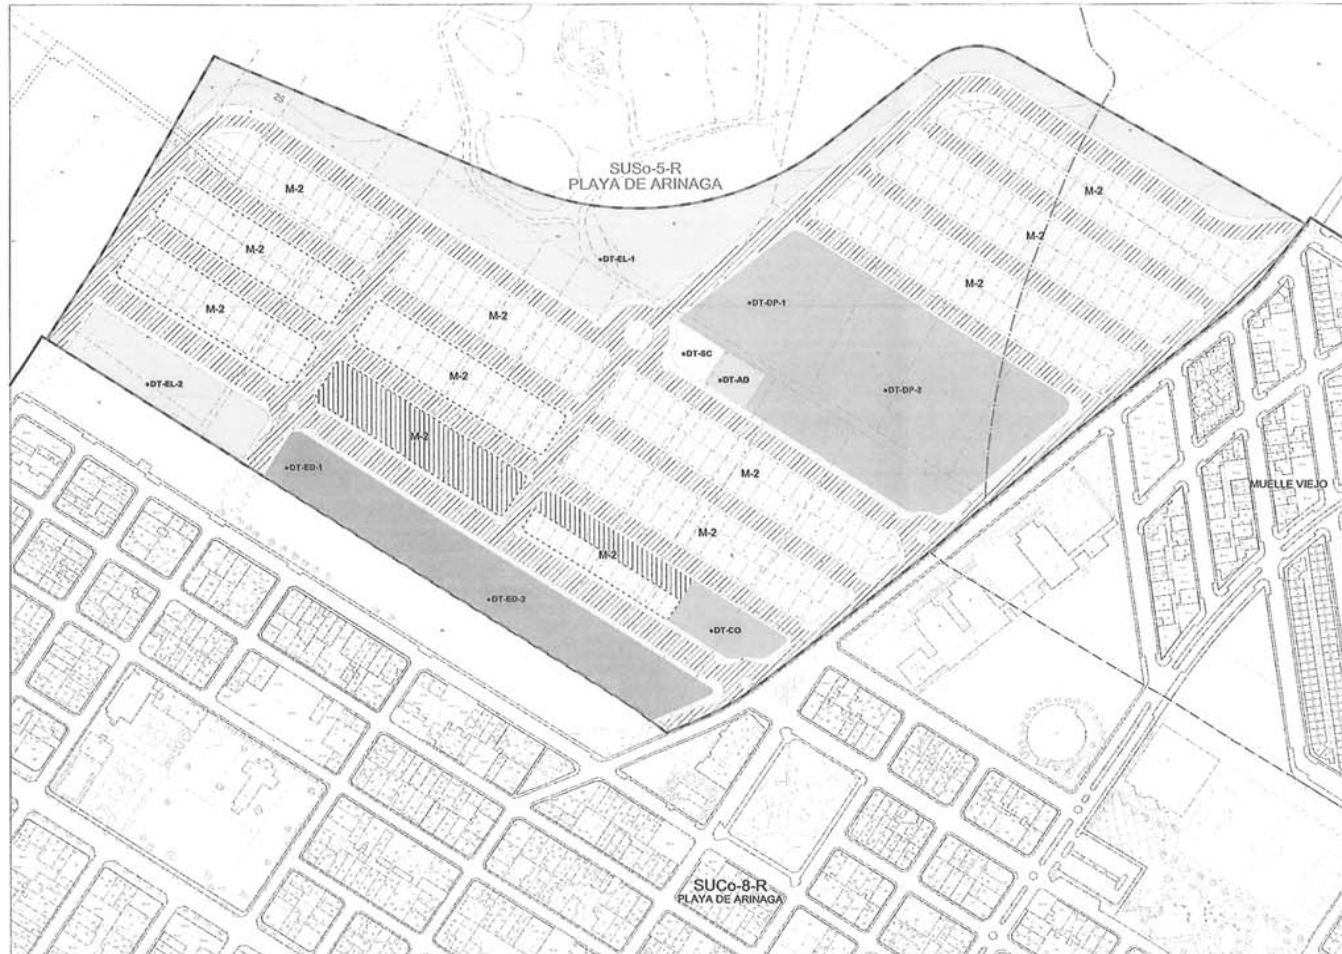 SUSo-5-R
PLAYA DE ARINAGA
M-2
M-2
M-2
M-2
M-2
M-2
M-2
M-2
M-2
M-2
M-2
M-2
DT-EL-1
DT-DP-1
DT-SC
DT-AD
DT-DP-2
DT-EL-2
DT-ED-1
DT-ED-2
DT-CO
MUELLE VIEJO
SUCo-8-R
PLAYA DE ARINAGA